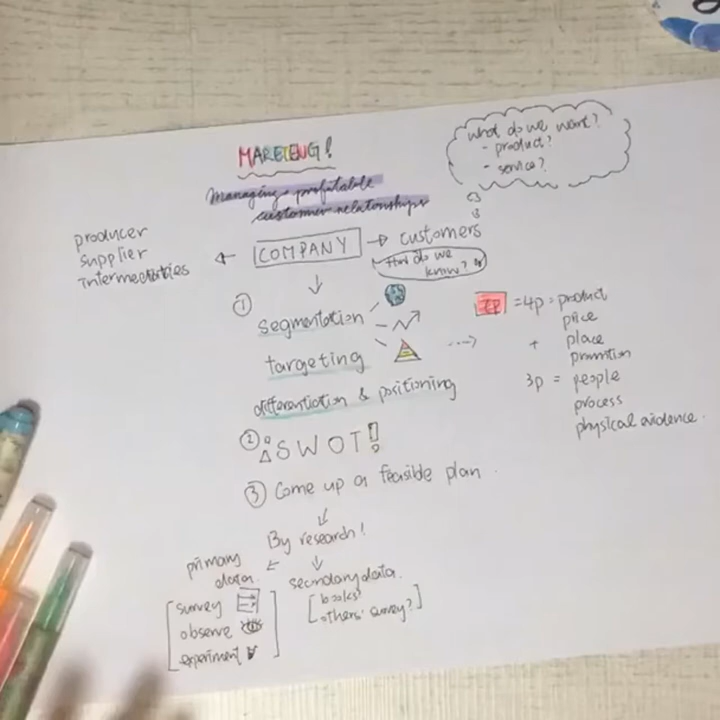 MARETENG!
Managing profitable
customer relationships
what do we want?
- product?
- service?
producer
supplier
Intermediaries
COMPANY
customers
How do we
know?
① segmentation
targeting
differentiation & positioning
7P = 4p = product
price
+ place
promotion
3p = people
process
physical evidence.
② SWOT!
③ Come up a feasible plan.
By research!
primary
data.
survey
observe
experiment
secondary data.
[books?
others' survey?]